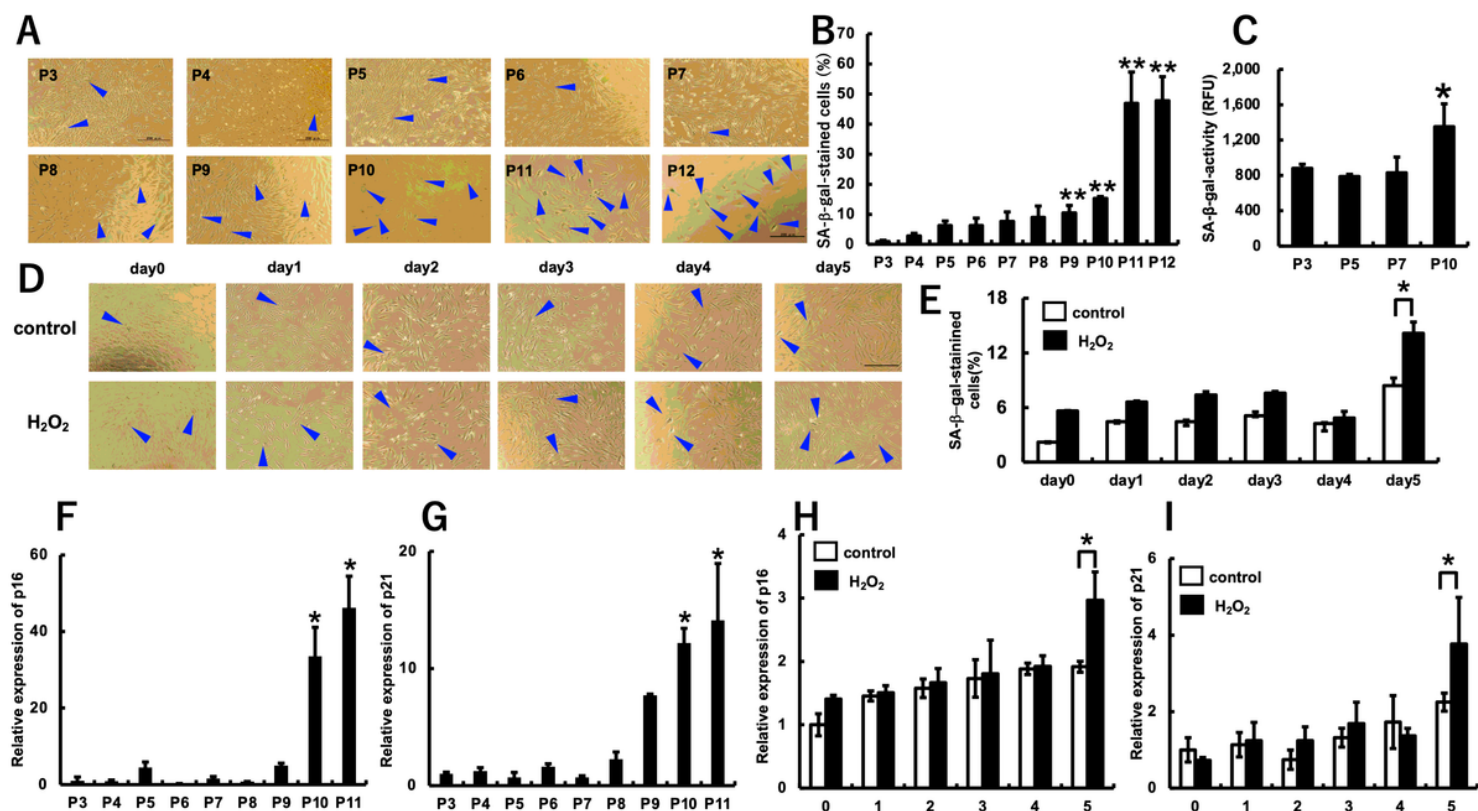 A
P3
P4
P5
P6
P7
P8
P9
P10
P11
P12
B
SA-β-gal-stained cells (%)
70
60
50
40
30
20
10
0
** ** ** **
P3 P4 P5 P6 P7 P8 P9 P10 P11 P12
C
SA-β-gal-activity (RFU)
2,000
1,600
1,200
800
400
0
*
P3 P5 P7 P10
D
day0 day1 day2 day3 day4 day5
control
H₂O₂
E
SA-β-gal-stainined
cells(%)
18
12
6
0
control
H₂O₂
*
day0 day1 day2 day3 day4 day5
F
Relative expression of p16
60
40
20
0
* *
P3 P4 P5 P6 P7 P8 P9 P10 P11
G
Relative expression of p21
20
10
0
* *
P3 P4 P5 P6 P7 P8 P9 P10 P11
H
Relative expression of p16
4
3
2
1
0
control
H₂O₂
*
0 1 2 3 4 5
I
Relative expression of p21
6
4
2
0
control
H₂O₂
*
0 1 2 3 4 5